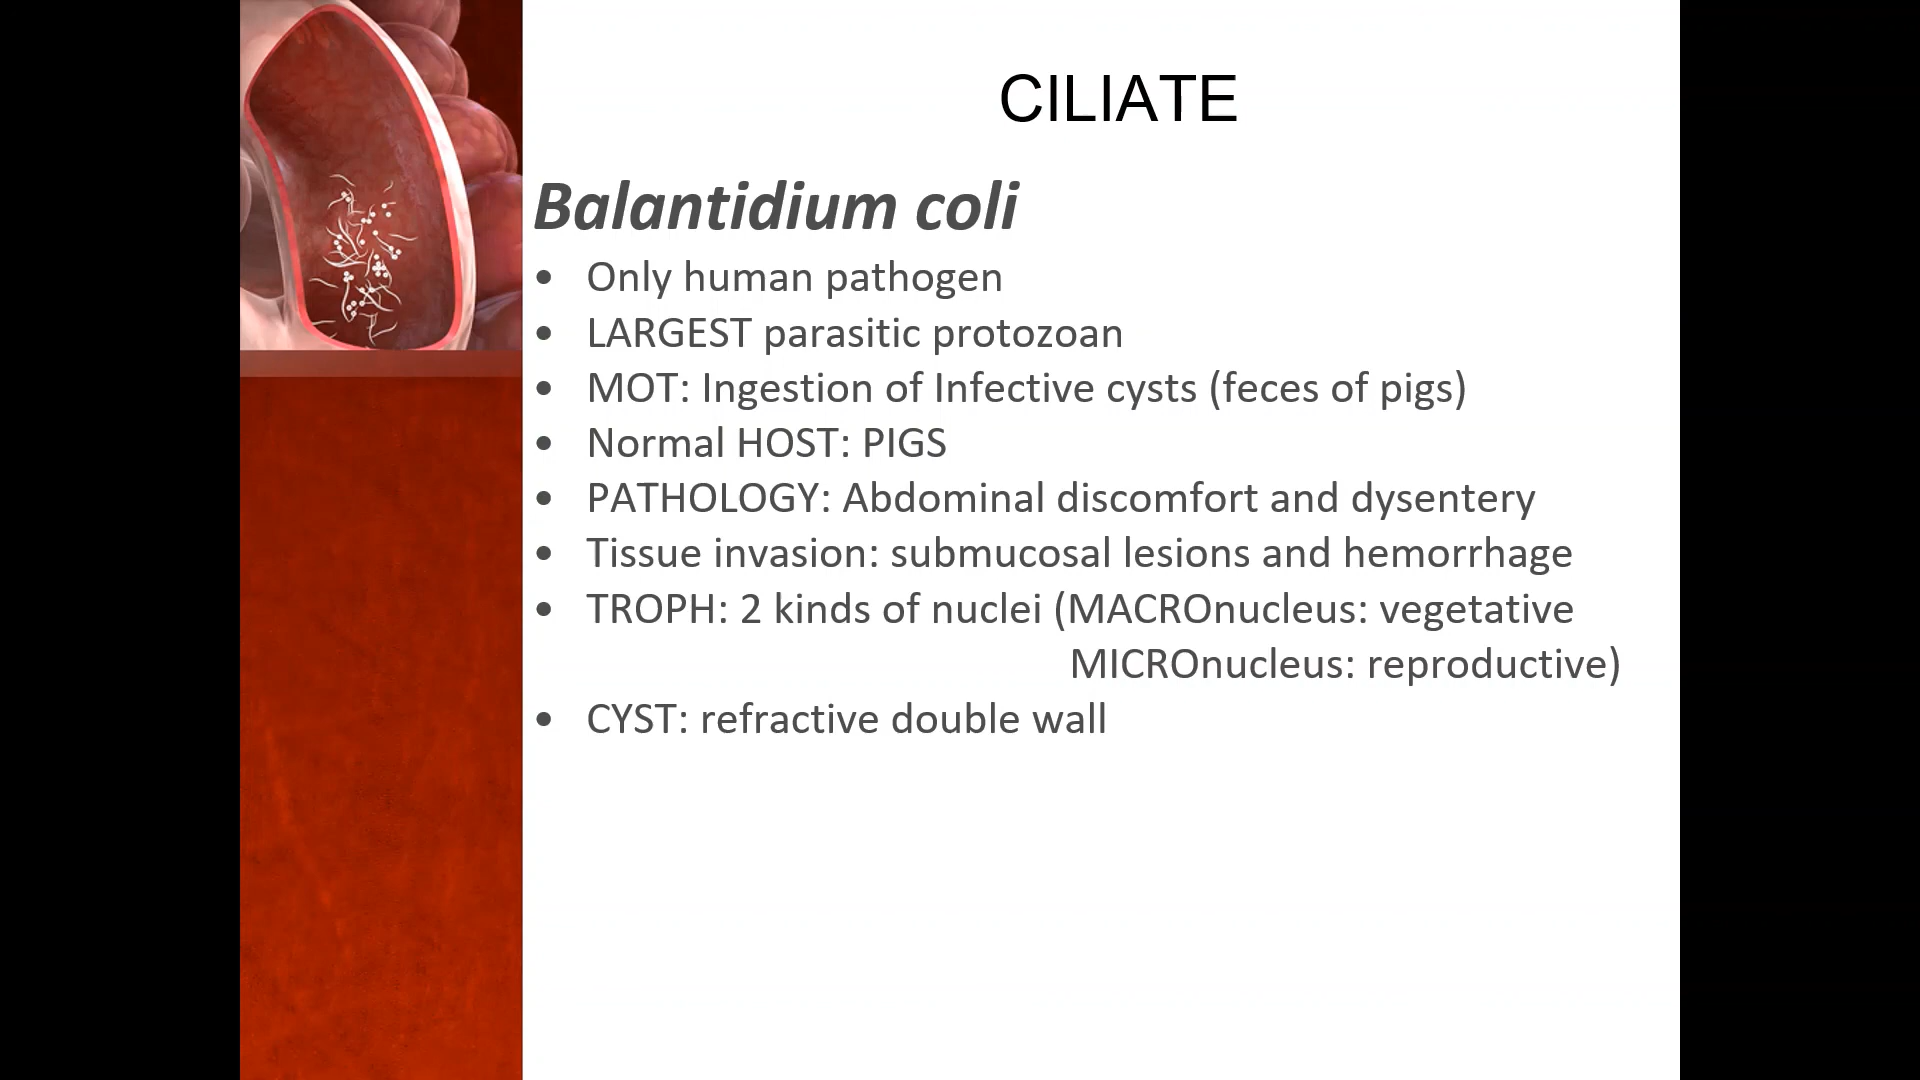 CILIATE
Balantidium coli
• Only human pathogen
• LARGEST parasitic protozoan
• MOT: Ingestion of Infective cysts (feces of pigs)
• Normal HOST: PIGS
• PATHOLOGY: Abdominal discomfort and dysentery
• Tissue invasion: submucosal lesions and hemorrhage
• TROPH: 2 kinds of nuclei (MACROnucleus: vegetative
MICROnucleus: reproductive)
• CYST: refractive double wall